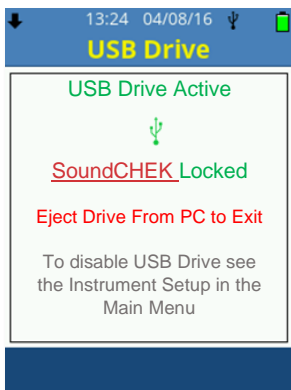 13:24 04/08/16
USB Drive
USB Drive Active
SoundCHEK Locked
Eject Drive From PC to Exit
To disable USB Drive see
the Instrument Setup in the
Main Menu